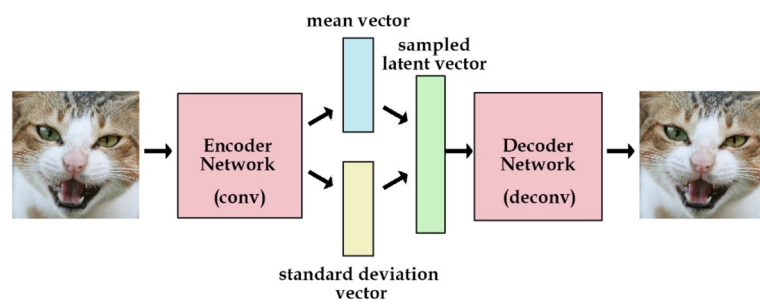 mean vector
sampled
latent vector
Encoder
Network
(conv)
Decoder
Network
(deconv)
standard deviation
vector